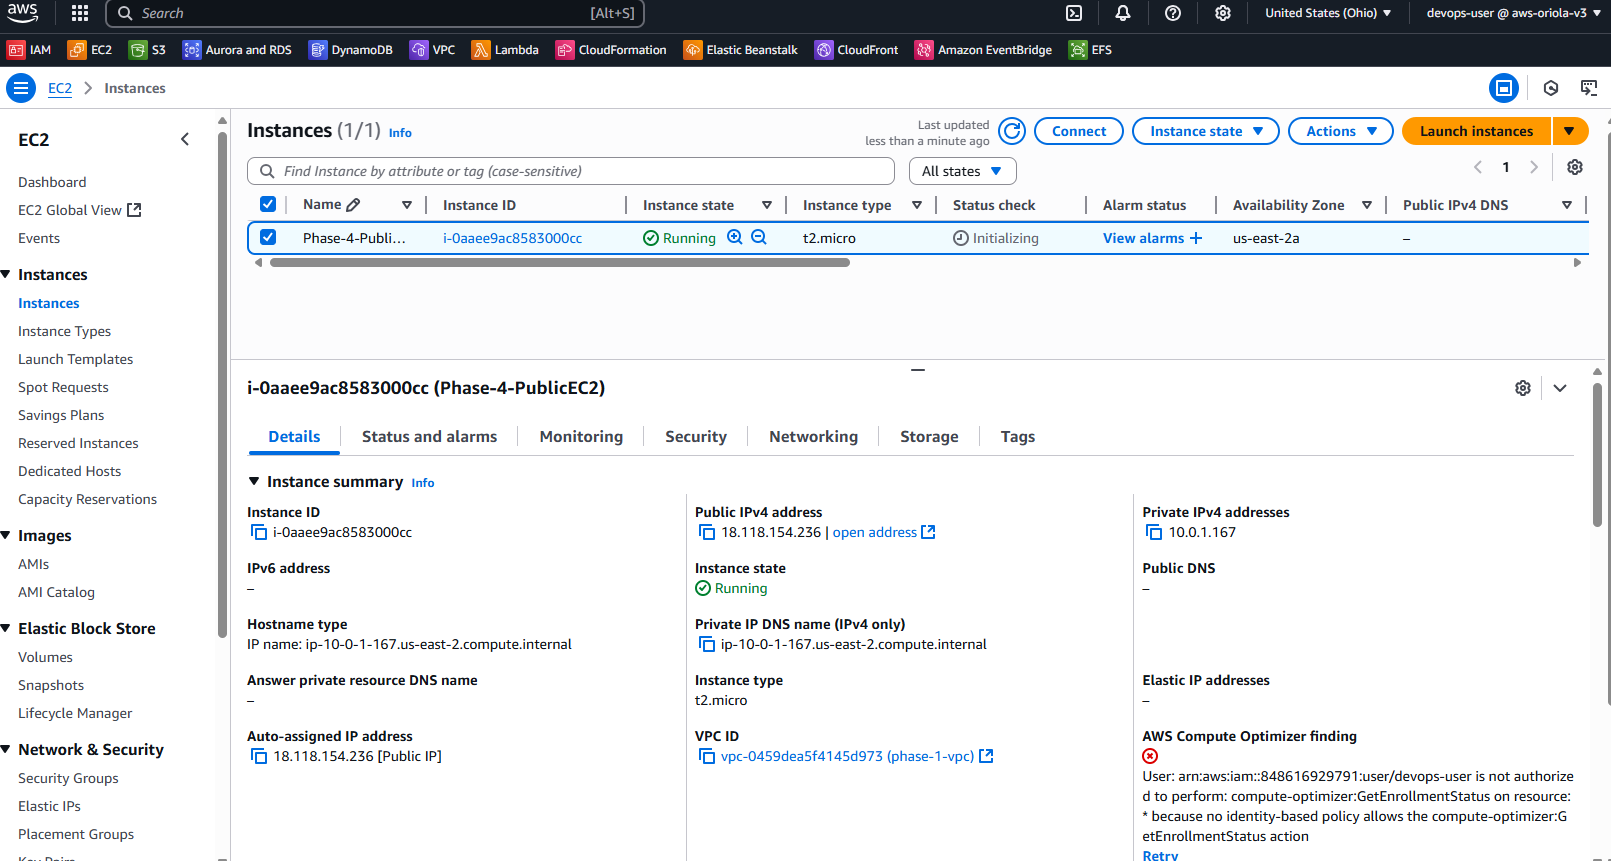 aws
Search [Alt+S] United States (Ohio) devops-user @ aws-oriola-v3
IAM EC2 S3 Aurora and RDS DynamoDB VPC Lambda CloudFormation Elastic Beanstalk CloudFront Amazon EventBridge EFS
EC2 Instances
EC2
Dashboard
EC2 Global View
Events
Instances
Instances
Instance Types
Launch Templates
Spot Requests
Savings Plans
Reserved Instances
Dedicated Hosts
Capacity Reservations
Images
AMIs
AMI Catalog
Elastic Block Store
Volumes
Snapshots
Lifecycle Manager
Network & Security
Security Groups
Elastic IPs
Placement Groups
Key Pairs
Instances (1/1) Info
Last updated
less than a minute ago
Connect Instance state Actions Launch instances
Find Instance by attribute or tag (case-sensitive) All states 1
Name Instance ID Instance state Instance type Status check Alarm status Availability Zone Public IPv4 DNS
Phase-4-Publi... i-0aaee9ac8583000cc Running t2.micro Initializing View alarms + us-east-2a –
i-0aaee9ac8583000cc (Phase-4-PublicEC2)
Details Status and alarms Monitoring Security Networking Storage Tags
Instance summary Info
Instance ID
i-0aaee9ac8583000cc
Public IPv4 address
18.118.154.236 | open address
Private IPv4 addresses
10.0.1.167
IPv6 address
–
Instance state
Running
Public DNS
–
Hostname type
IP name: ip-10-0-1-167.us-east-2.compute.internal
Private IP DNS name (IPv4 only)
ip-10-0-1-167.us-east-2.compute.internal
Answer private resource DNS name
–
Instance type
t2.micro
Elastic IP addresses
–
Auto-assigned IP address
18.118.154.236 [Public IP]
VPC ID
vpc-0459dea5f4145d973 (phase-1-vpc)
AWS Compute Optimizer finding
User: arn:aws:iam::848616929791:user/devops-user is not authorize
d to perform: compute-optimizer:GetEnrollmentStatus on resource:
* because no identity-based policy allows the compute-optimizer:G
etEnrollmentStatus action
Retry